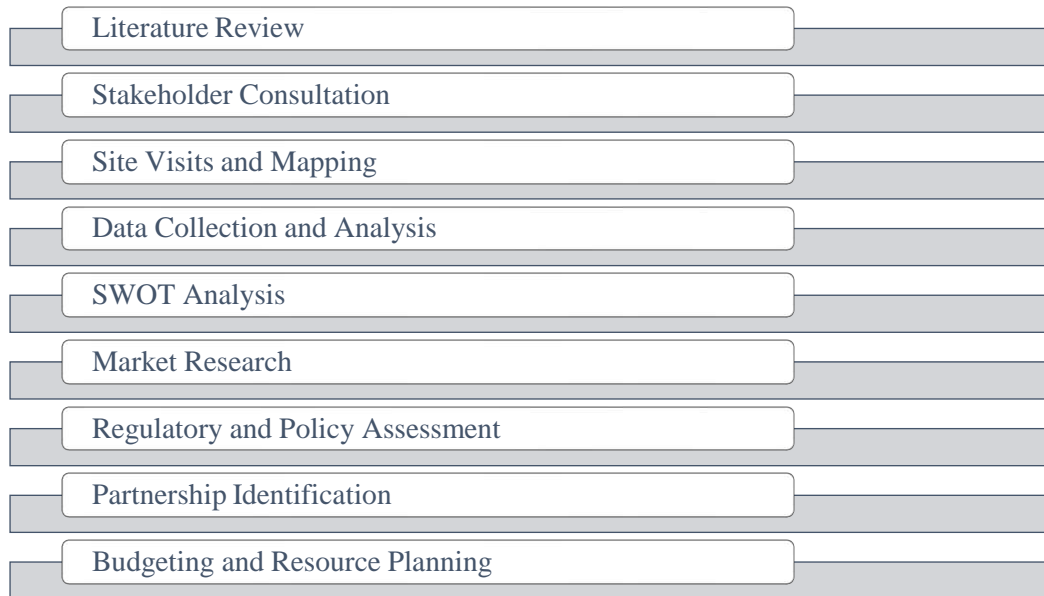 Literature Review
Stakeholder Consultation
Site Visits and Mapping
Data Collection and Analysis
SWOT Analysis
Market Research
Regulatory and Policy Assessment
Partnership Identification
Budgeting and Resource Planning